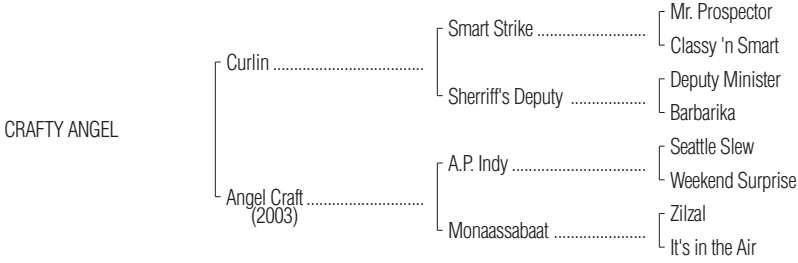 Mr. Prospector
Smart Strike ..........................
Classy 'n Smart
Curlin ....................................
Deputy Minister
Sherriff's Deputy ..................
Barbarika
CRAFTY ANGEL
Seattle Slew
A.P. Indy ................................
Weekend Surprise
Angel Craft ............................
(2003)
Zilzal
Monaassabaat ......................
It's in the Air